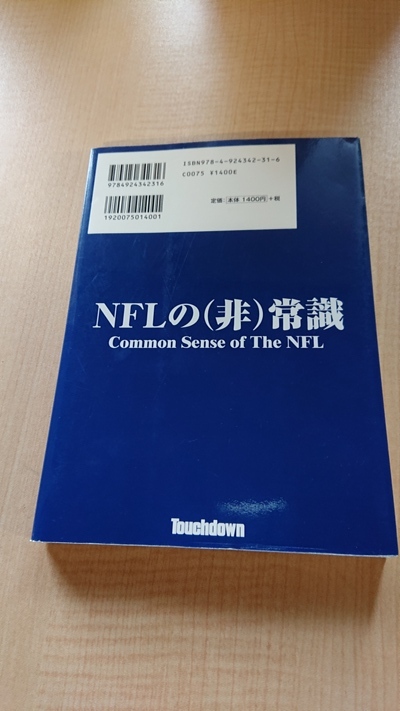 ISBN978-4-924342-31-6
C0075 ¥1400E
9784924342316
定価 本体 1400円 +税
1920075014001
NFLの(非)常識
Common Sense of The NFL
Touchdown